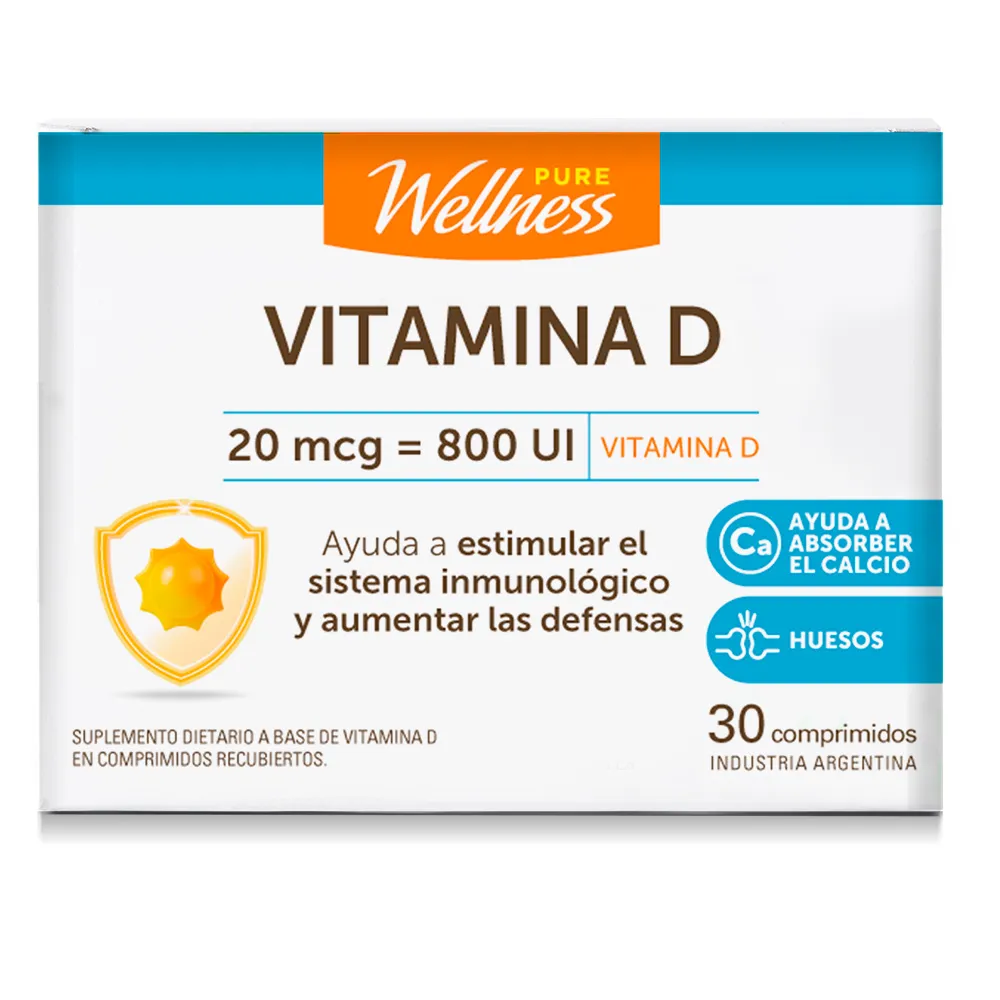 PURE
Wellness
VITAMINA D
20 mcg = 800 UI
VITAMINA D
Ayuda a estimular el
sistema inmunológico
y aumentar las defensas
Ca
AYUDA A
ABSORBER
EL CALCIO
HUESOS
SUPLEMENTO DIETARIO A BASE DE VITAMINA D
EN COMPRIMIDOS RECUBIERTOS.
30 comprimidos
INDUSTRIA ARGENTINA